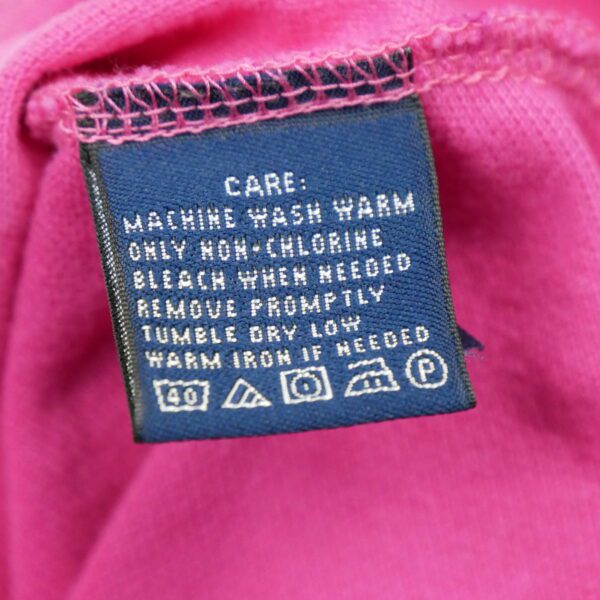 CARE:
MACHINE WASH WARM
ONLY NON-CHLORINE
BLEACH WHEN NEEDED
REMOVE PROMPTLY
TUMBLE DRY LOW
WARM IRON IF NEEDED
40 P